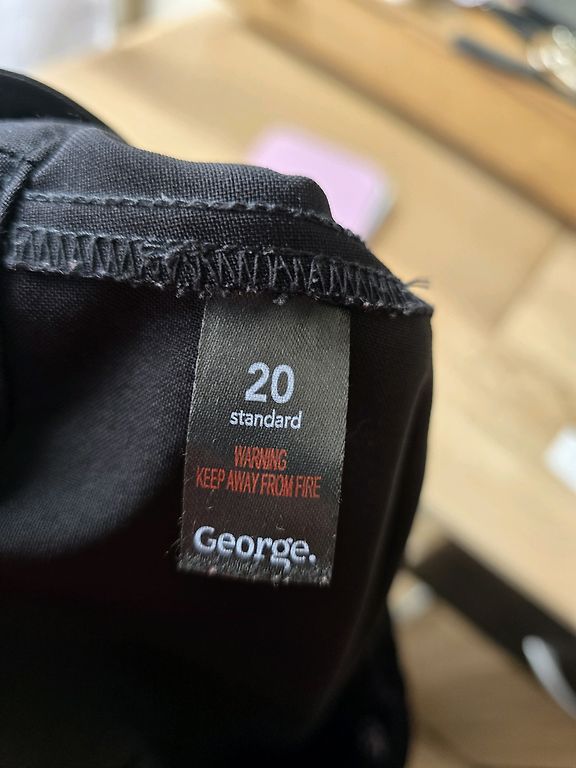 20
standard
WARNING
KEEP AWAY FROM FIRE
George.